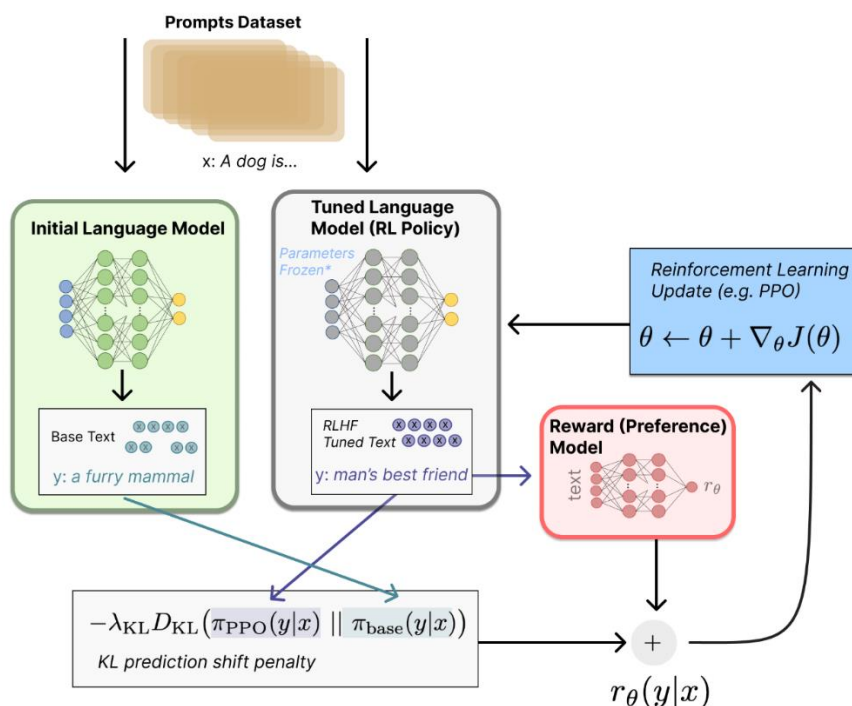 Prompts Dataset
x: A dog is...
Initial Language Model
Base Text
x x x x
x x x x
y: a furry mammal
Tuned Language
Model (RL Policy)
Parameters
Frozen*
RLHF
Tuned Text
x x x x
x x x x
y: man's best friend
Reinforcement Learning
Update (e.g. PPO)
θ ← θ + ∇θJ(θ)
Reward (Preference)
Model
text
rθ
−λKL DKL(πPPO(y|x) || πbase(y|x))
KL prediction shift penalty
+
rθ(y|x)